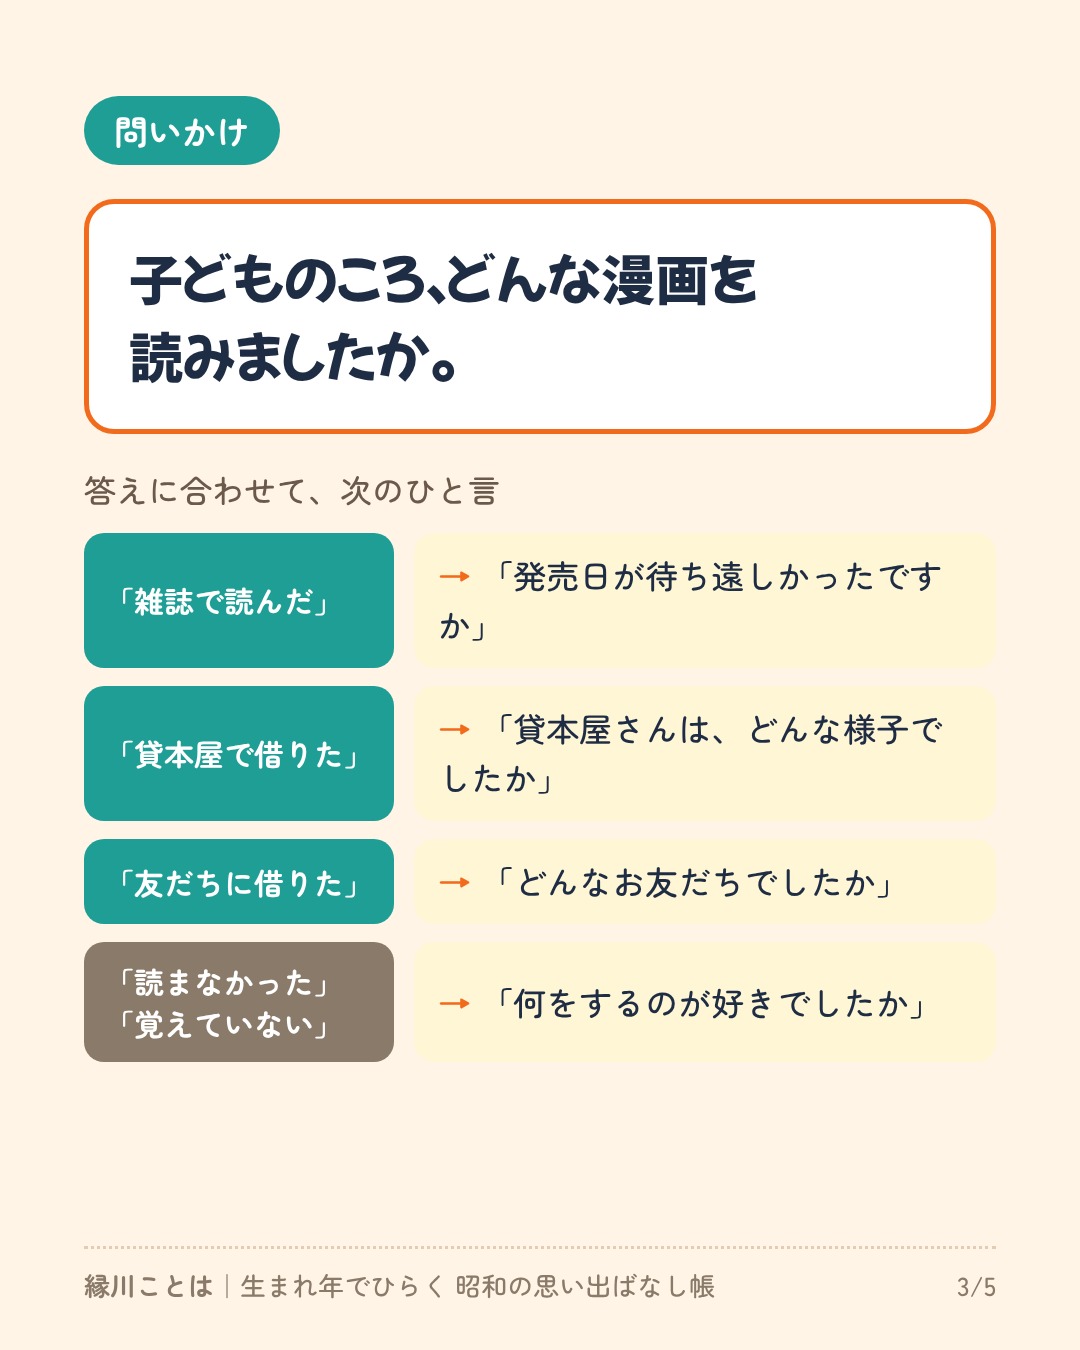 問いかけ
子どものころ、どんな漫画を
読みましたか。
答えに合わせて、次のひと言
「雑誌で読んだ」
→ 「発売日が待ち遠しかったです
か」
「貸本屋で借りた」
→ 「貸本屋さんは、どんな様子で
したか」
「友だちに借りた」
→ 「どんなお友だちでしたか」
「読まなかった」
「覚えていない」
→ 「何をするのが好きでしたか」
縁川ことは｜生まれ年でひらく 昭和の思い出ばなし帳
3/5